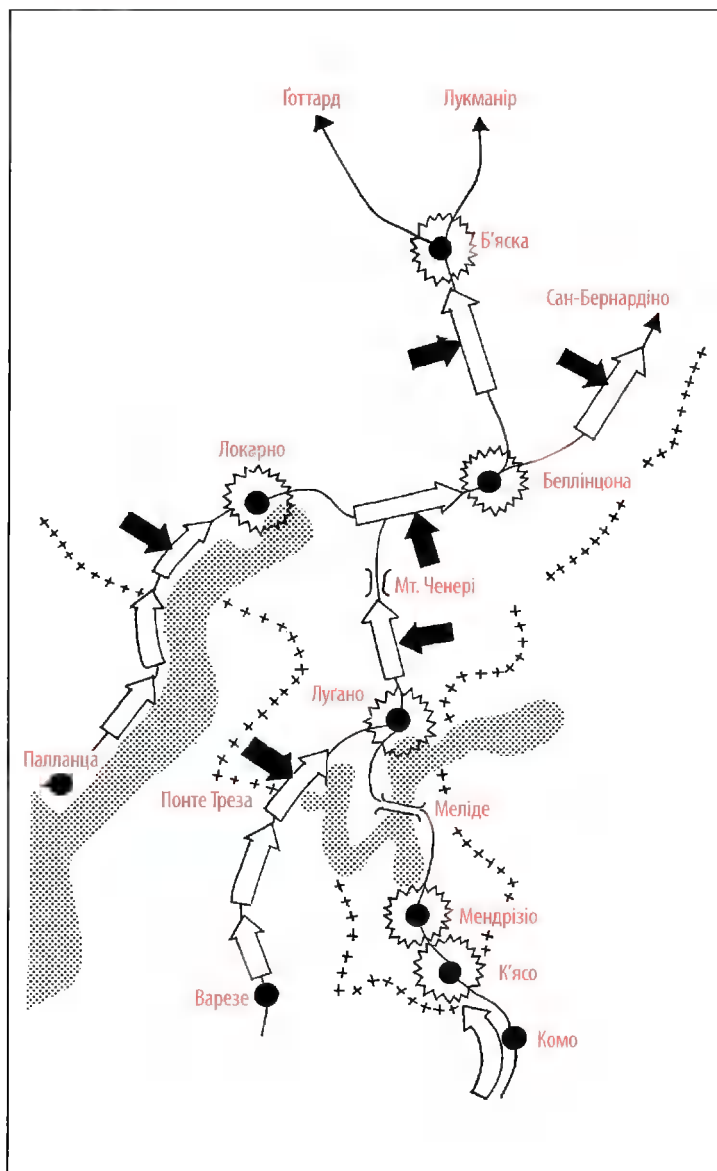 Ґоттард
Лукманір
Б'яска
Сан-Бернардіно
Локарно
Беллінцона
Мт. Ченері
Луґано
Палланца
Понте Треза
Меліде
Мендрізіо
К'ясо
Варезе
Комо